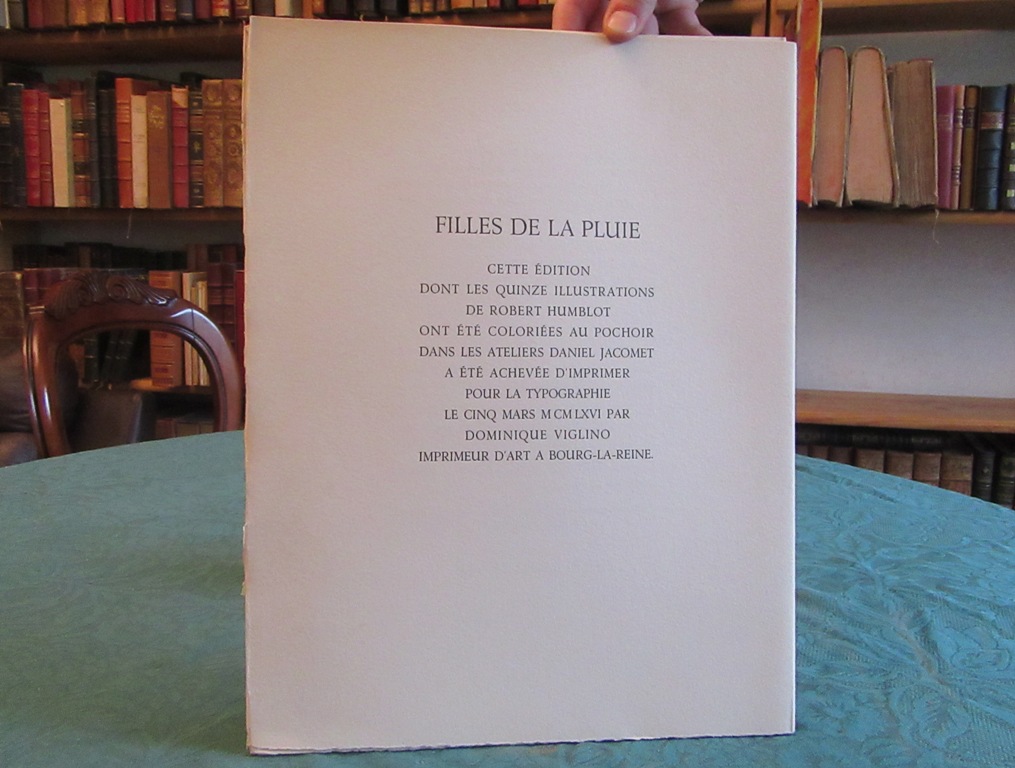 FILLES DE LA PLUIE
CETTE ÉDITION
DONT LES QUINZE ILLUSTRATIONS
DE ROBERT HUMBLOT
ONT ÉTÉ COLORIÉES AU POCHOIR
DANS LES ATELIERS DANIEL JACOMET
A ÉTÉ ACHEVÉE D'IMPRIMER
POUR LA TYPOGRAPHIE
LE CINQ MARS MCMLXVI PAR
DOMINIQUE VIGLINO
IMPRIMEUR D'ART A BOURG-LA-REINE.